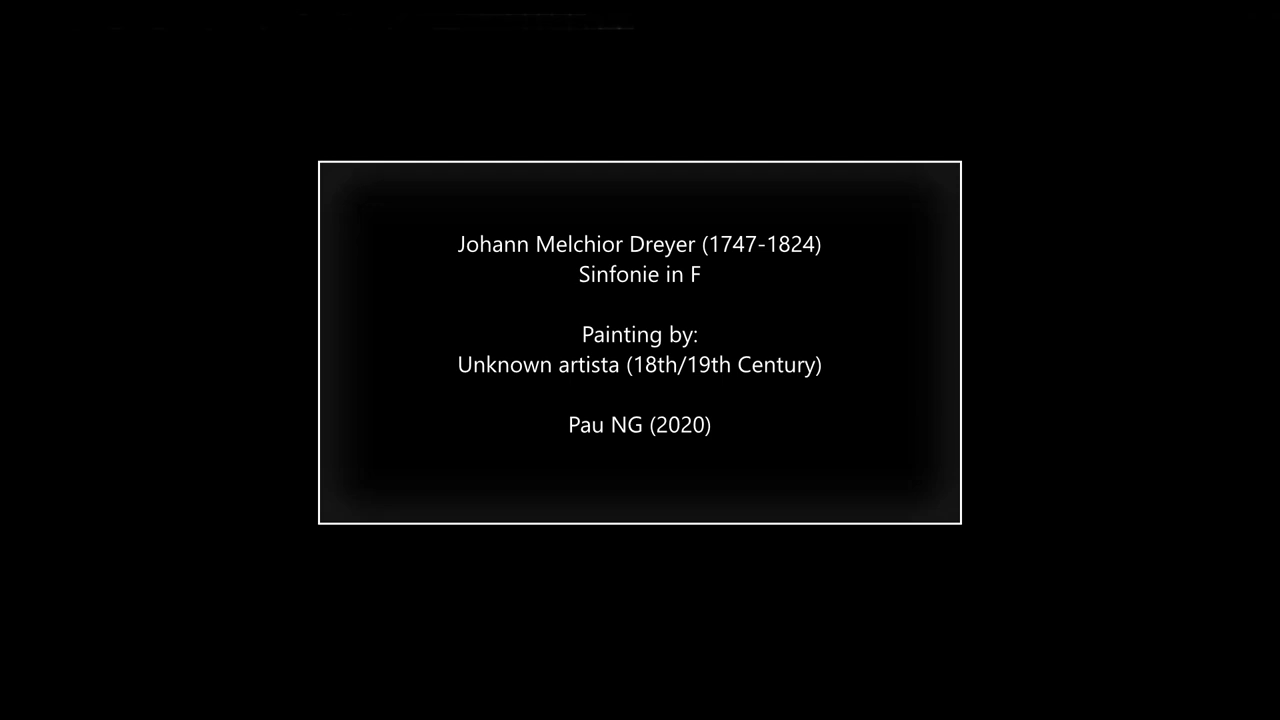 Johann Melchior Dreyer (1747-1824)
Sinfonie in F
Painting by:
Unknown artista (18th/19th Century)
Pau NG (2020)